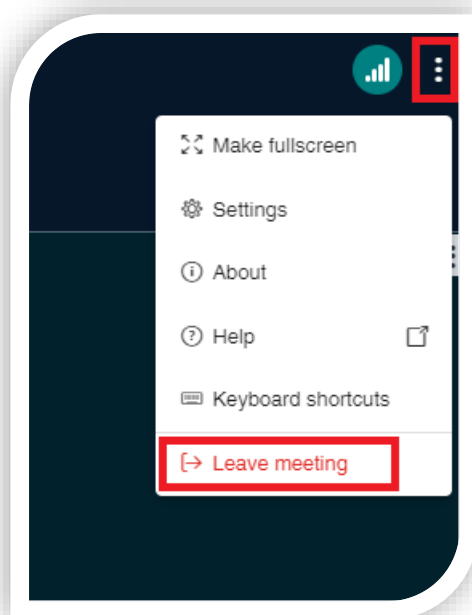 Make fullscreen
Settings
About
Help
Keyboard shortcuts
Leave meeting